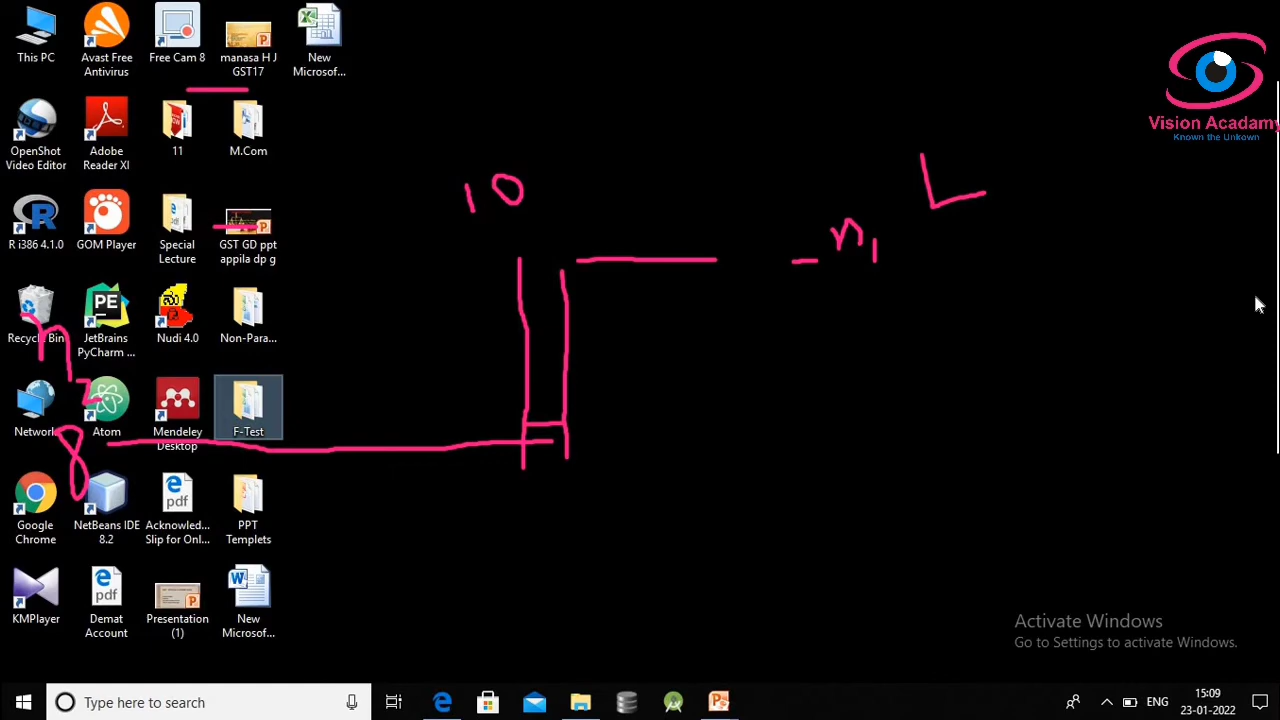 This PC
Avast Free Antivirus
Free Cam 8
manasa H J GST17
New Microsof...
Vision Acadamy
Known the Unkown
OpenShot Video Editor
Adobe Reader XI
11
M.Com
10
n1
L
R i386 4.1.0
GOM Player
Special Lecture
GST GD ppt appila dp g
Recycle Bin
JetBrains PyCharm ...
Nudi 4.0
Non-Para...
n2
Network
Atom
Mendeley Desktop
F-Test
8
Google Chrome
NetBeans IDE 8.2
Acknowled... Slip for Onl...
PPT Templets
KMPlayer
Demat Account
Presentation (1)
New Microsof...
Activate Windows
Go to Settings to activate Windows.
Type here to search
ENG
15:09
23-01-2022